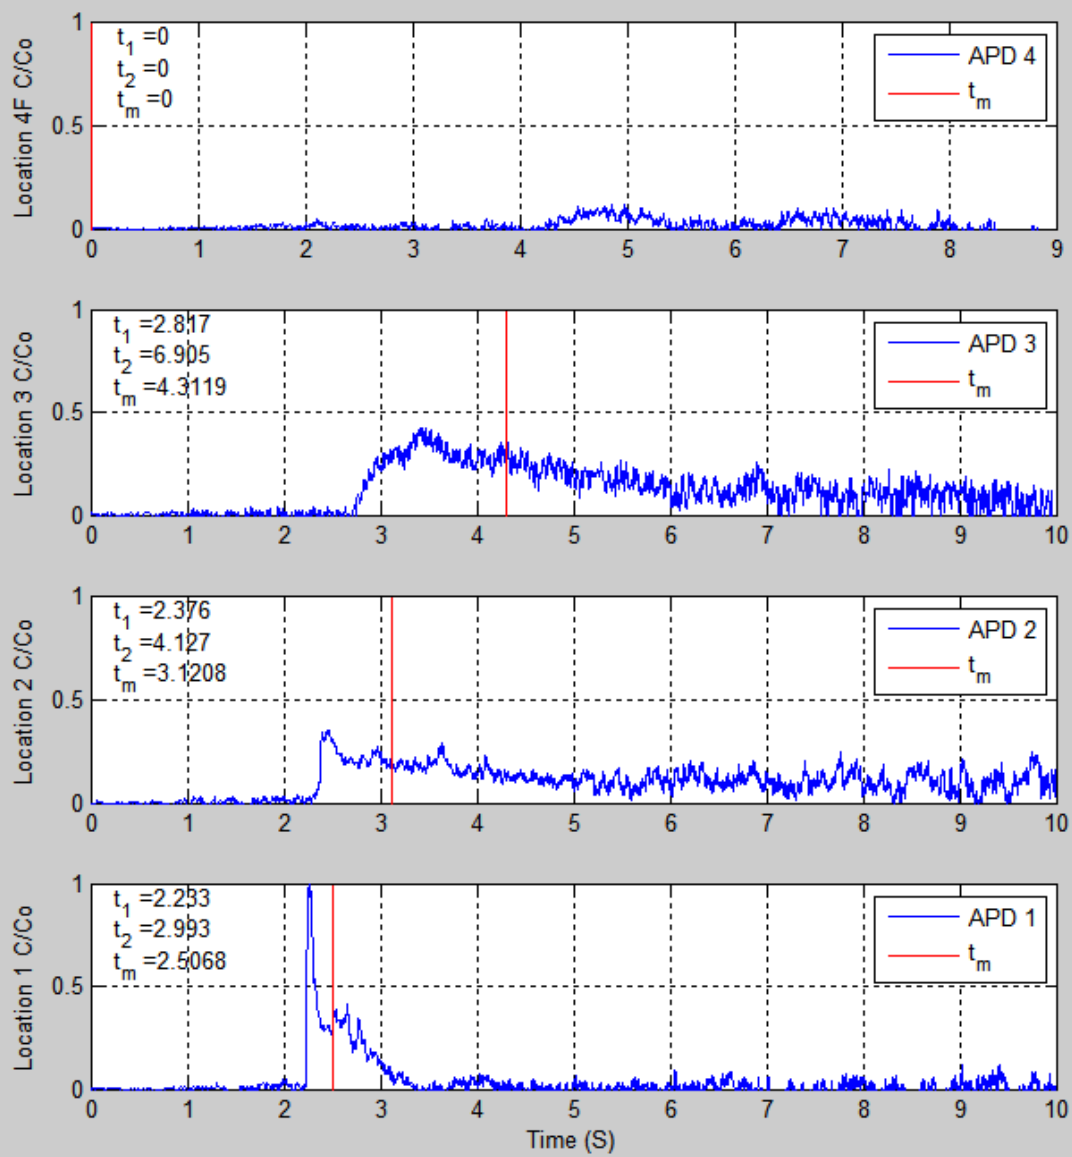 Location 4F C/Co
1
0.5
0
t1 =0
t2 =0
tm =0
APD 4
tm
0 1 2 3 4 5 6 7 8 9
Location 3 C/Co
1
0.5
0
t1 =2.817
t2 =6.905
tm =4.3119
APD 3
tm
0 1 2 3 4 5 6 7 8 9 10
Location 2 C/Co
1
0.5
0
t1 =2.376
t2 =4.127
tm =3.1208
APD 2
tm
0 1 2 3 4 5 6 7 8 9 10
Location 1 C/Co
1
0.5
0
t1 =2.233
t2 =2.993
tm =2.5068
APD 1
tm
0 1 2 3 4 5 6 7 8 9 10
Time (S)